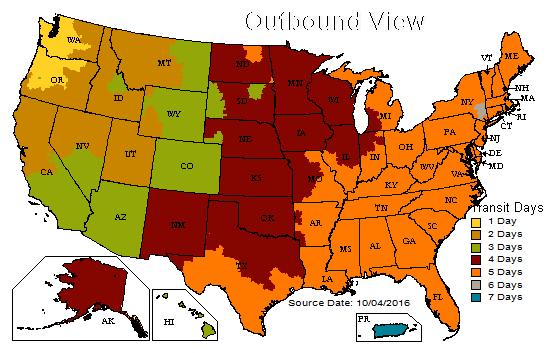 Outbound View
WA
OR
MT
ID
WY
NV
CA
UT
AZ
CO
NM
ND
SD
NE
KS
OK
TX
MN
IA
MO
AR
LA
WI
IL
MI
IN
OH
KY
TN
MS
AL
GA
FL
SC
NC
VA
WV
PA
NY
VT
ME
NH
MA
RI
CT
NJ
DE
MD
AK
HI
PR
Transit Days
1 Day
2 Days
3 Days
4 Days
5 Days
6 Days
7 Days
Source Date: 10/04/2016